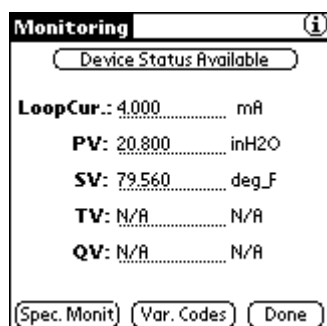 Monitoring i
Device Status Available
LoopCur.: 4.000 mA
PV: 20.800 inH2O
SV: 79.560 deg_F
TV: N/A N/A
QV: N/A N/A
Spec. Monit Var. Codes Done